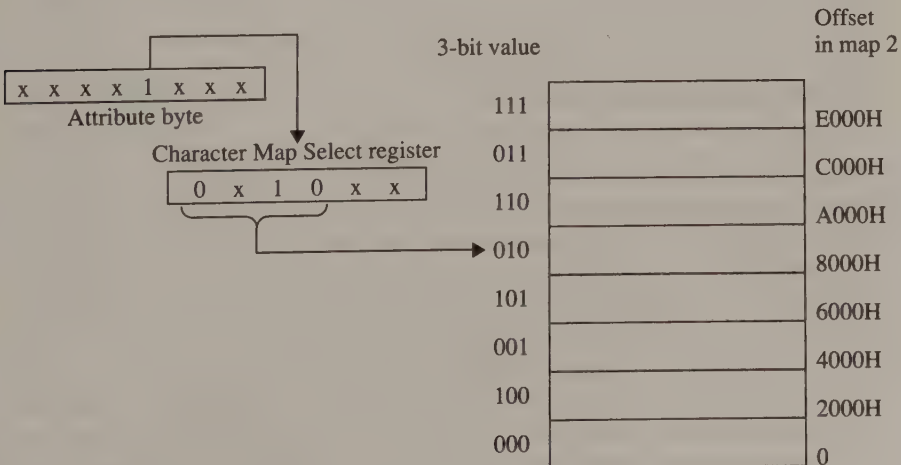 Offset
in map 2
3-bit value
x x x x 1 x x x
Attribute byte
Character Map Select register
0 x 1 0 x x
111
E000H
011
C000H
110
A000H
010
8000H
101
6000H
001
4000H
100
2000H
000
0